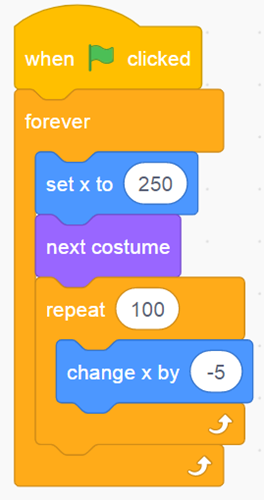 when clicked
forever
set x to 250
next costume
repeat 100
change x by -5